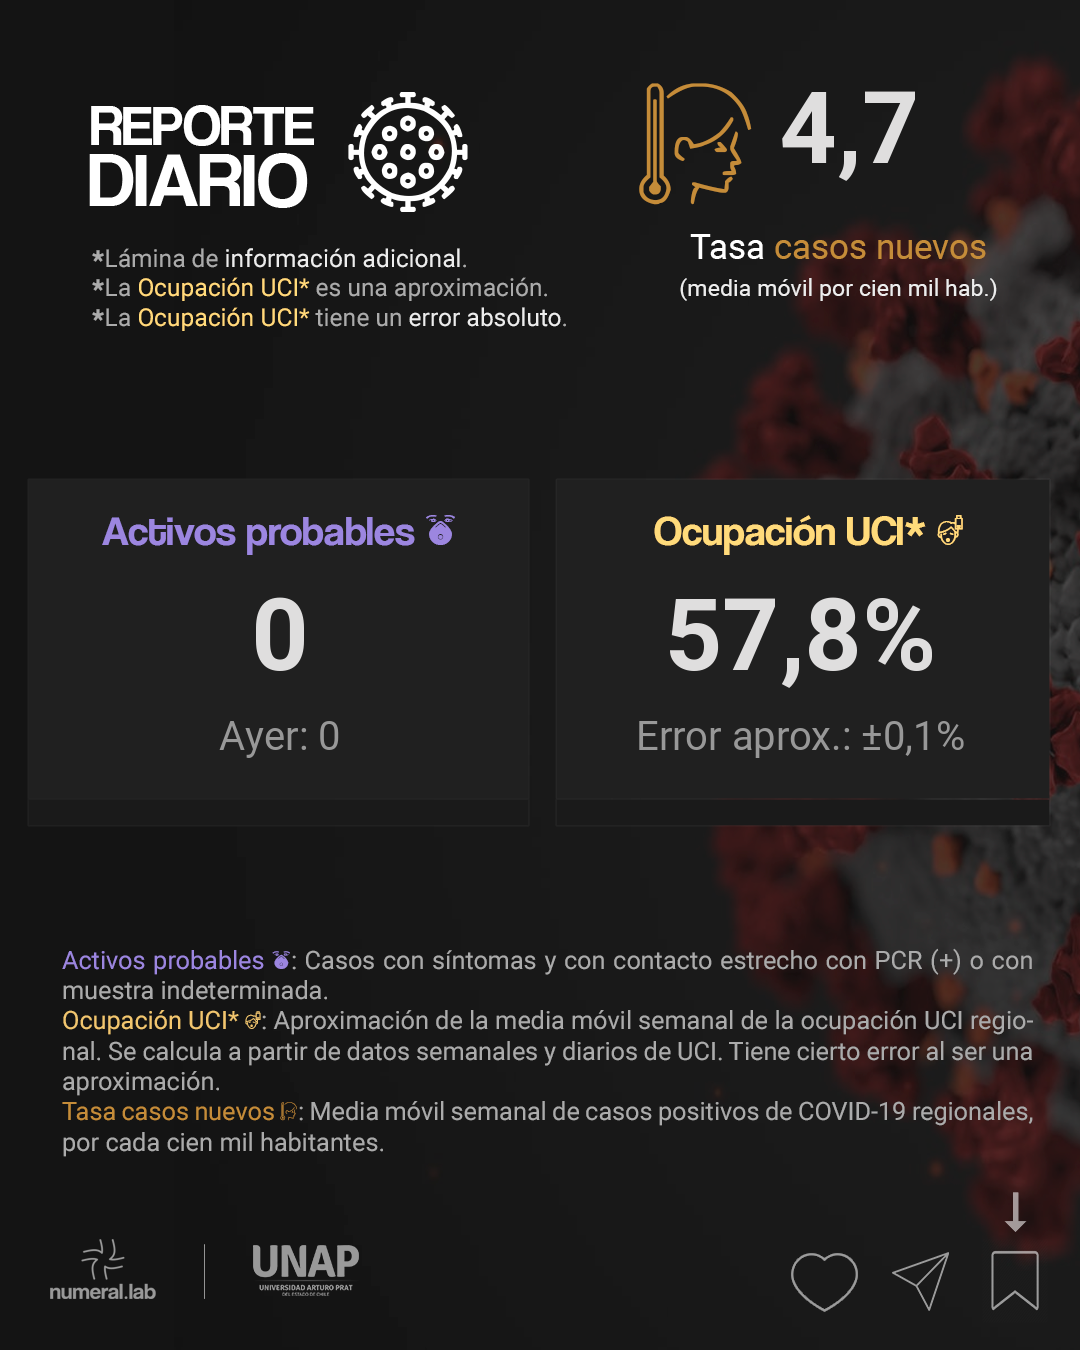 REPORTE
DIARIO
*Lámina de información adicional.
*La Ocupación UCI* es una aproximación.
*La Ocupación UCI* tiene un error absoluto.
4,7
Tasa casos nuevos
(media móvil por cien mil hab.)
Activos probables
0
Ayer: 0
Ocupación UCI*
57,8%
Error aprox.: ±0,1%
Activos probables : Casos con síntomas y con contacto estrecho con PCR (+) o con
muestra indeterminada.
Ocupación UCI* : Aproximación de la media móvil semanal de la ocupación UCI regio-
nal. Se calcula a partir de datos semanales y diarios de UCI. Tiene cierto error al ser una
aproximación.
Tasa casos nuevos : Media móvil semanal de casos positivos de COVID-19 regionales,
por cada cien mil habitantes.
numeral.lab
UNAP
UNIVERSIDAD ARTURO PRAT
DEL ESTADO DE CHILE